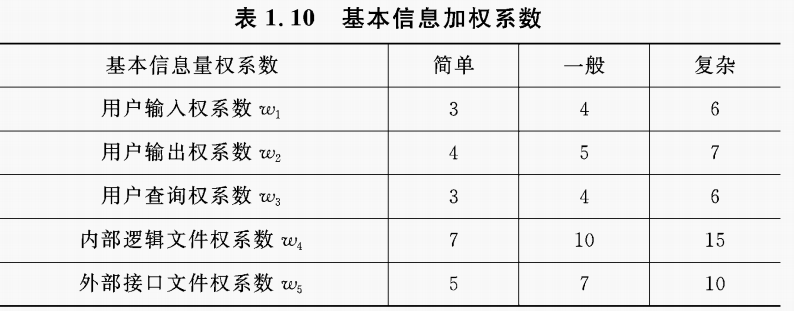 表 1.10 基本信息加权系数
基本信息量权系数 简单 一般 复杂
用户输入权系数 w₁ 3 4 6
用户输出权系数 w₂ 4 5 7
用户查询权系数 w₃ 3 4 6
内部逻辑文件权系数 w₄ 7 10 15
外部接口文件权系数 w₅ 5 7 10